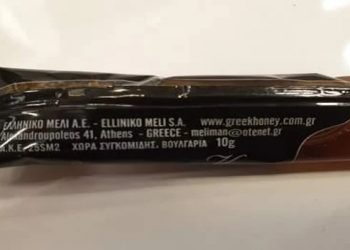 ΕΛΛΗΝΙΚΟ ΜΕΛΙ Α.Ε. - ELLINIKO MELI S.A. www.greekhoney.com.gr
Alexandroupoleos 41, Athens - GREECE - meliman@otenet.gr
Α.Κ.Ε. 26SM2 ΧΩΡΑ ΣΥΓΚΟΜΙΔΗΣ: ΒΟΥΛΓΑΡΙΑ 10g